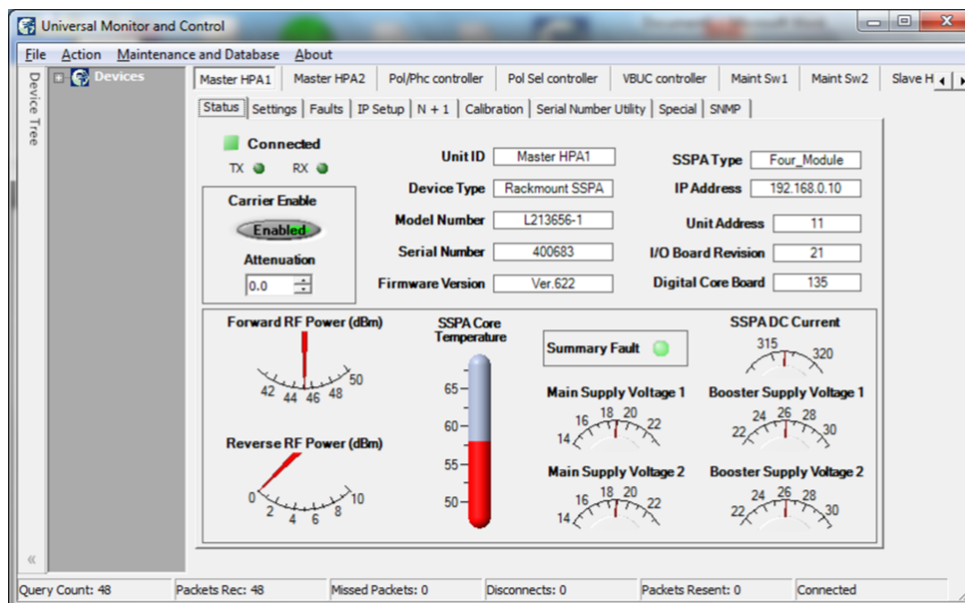 Universal Monitor and Control
File Action Maintenance and Database About
Device Tree
Devices
Master HPA1 Master HPA2 Pol/Phc controller Pol Sel controller VBUC controller Maint Sw1 Maint Sw2 Slave H
Status Settings Faults IP Setup N + 1 Calibration Serial Number Utility Special SNMP
Connected
TX RX
Carrier Enable
Enabled
Attenuation
0.0
Unit ID Master HPA1
Device Type Rackmount SSPA
Model Number L213656-1
Serial Number 400683
Firmware Version Ver.622
SSPA Type Four_Module
IP Address 192.168.0.10
Unit Address 11
I/O Board Revision 21
Digital Core Board 135
Forward RF Power (dBm)
42 44 46 48 50
Reverse RF Power (dBm)
0 2 4 6 8 10
SSPA Core
Temperature
65
60
55
50
Summary Fault
SSPA DC Current
315 320
Main Supply Voltage 1
14 16 18 20 22
Booster Supply Voltage 1
22 24 26 28 30
Main Supply Voltage 2
14 16 18 20 22
Booster Supply Voltage 2
22 24 26 28 30
Query Count: 48 Packets Rec: 48 Missed Packets: 0 Disconnects: 0 Packets Resent: 0 Connected